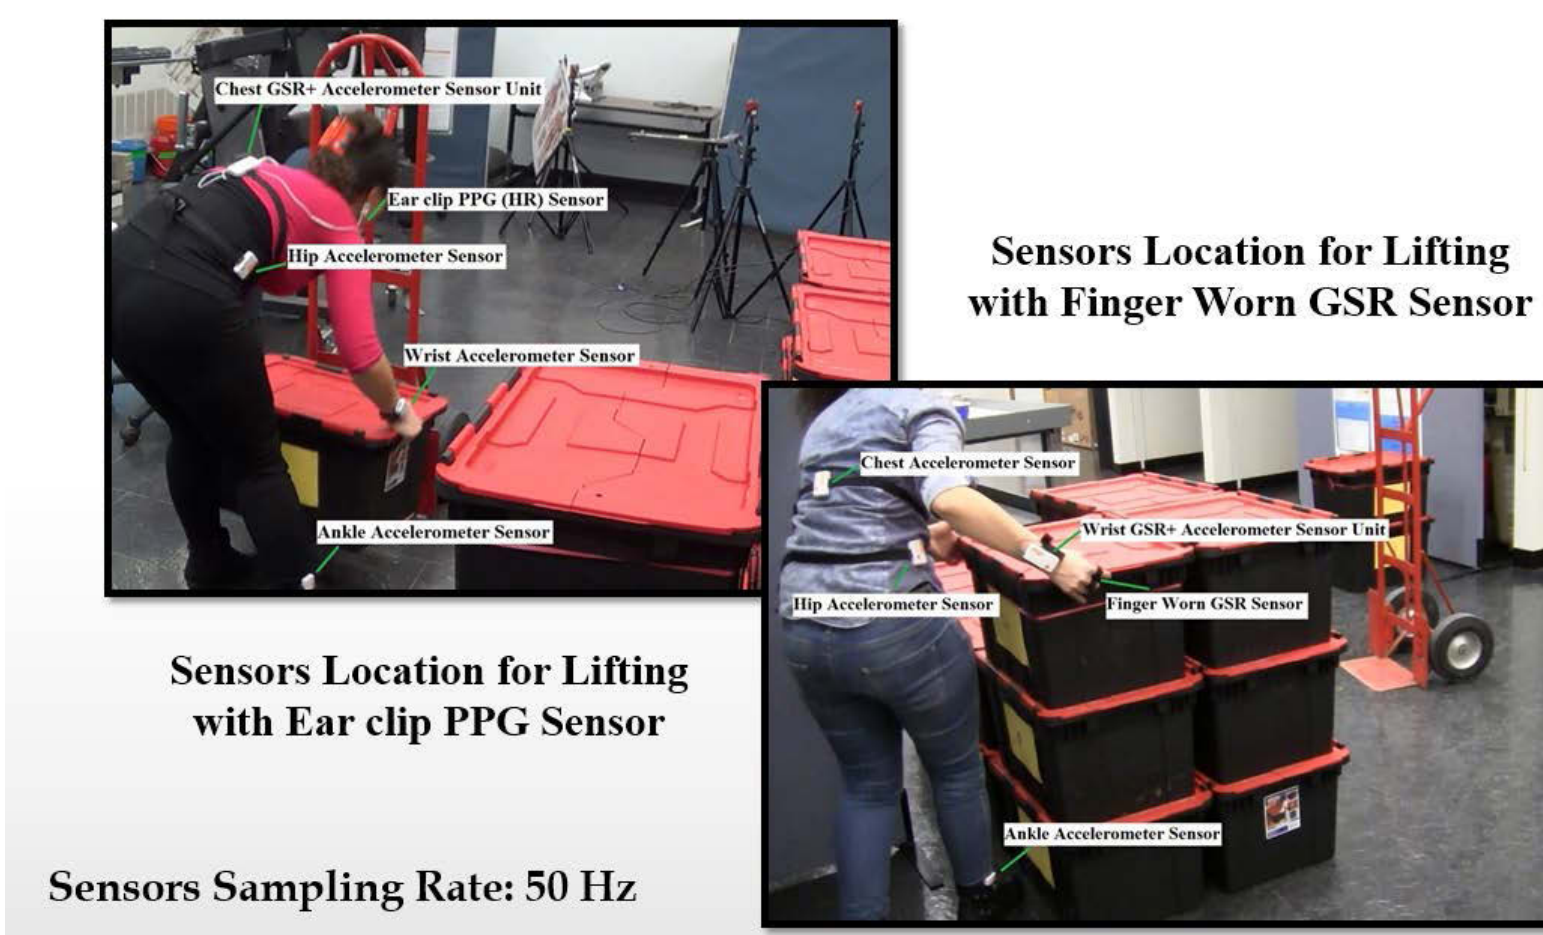 Chest GSR+ Accelerometer Sensor Unit
Ear clip PPG (HR) Sensor
Hip Accelerometer Sensor
Wrist Accelerometer Sensor
Ankle Accelerometer Sensor
Sensors Location for Lifting
with Finger Worn GSR Sensor
Chest Accelerometer Sensor
Wrist GSR+ Accelerometer Sensor Unit
Hip Accelerometer Sensor
Finger Worn GSR Sensor
Ankle Accelerometer Sensor
Sensors Location for Lifting
with Ear clip PPG Sensor
Sensors Sampling Rate: 50 Hz